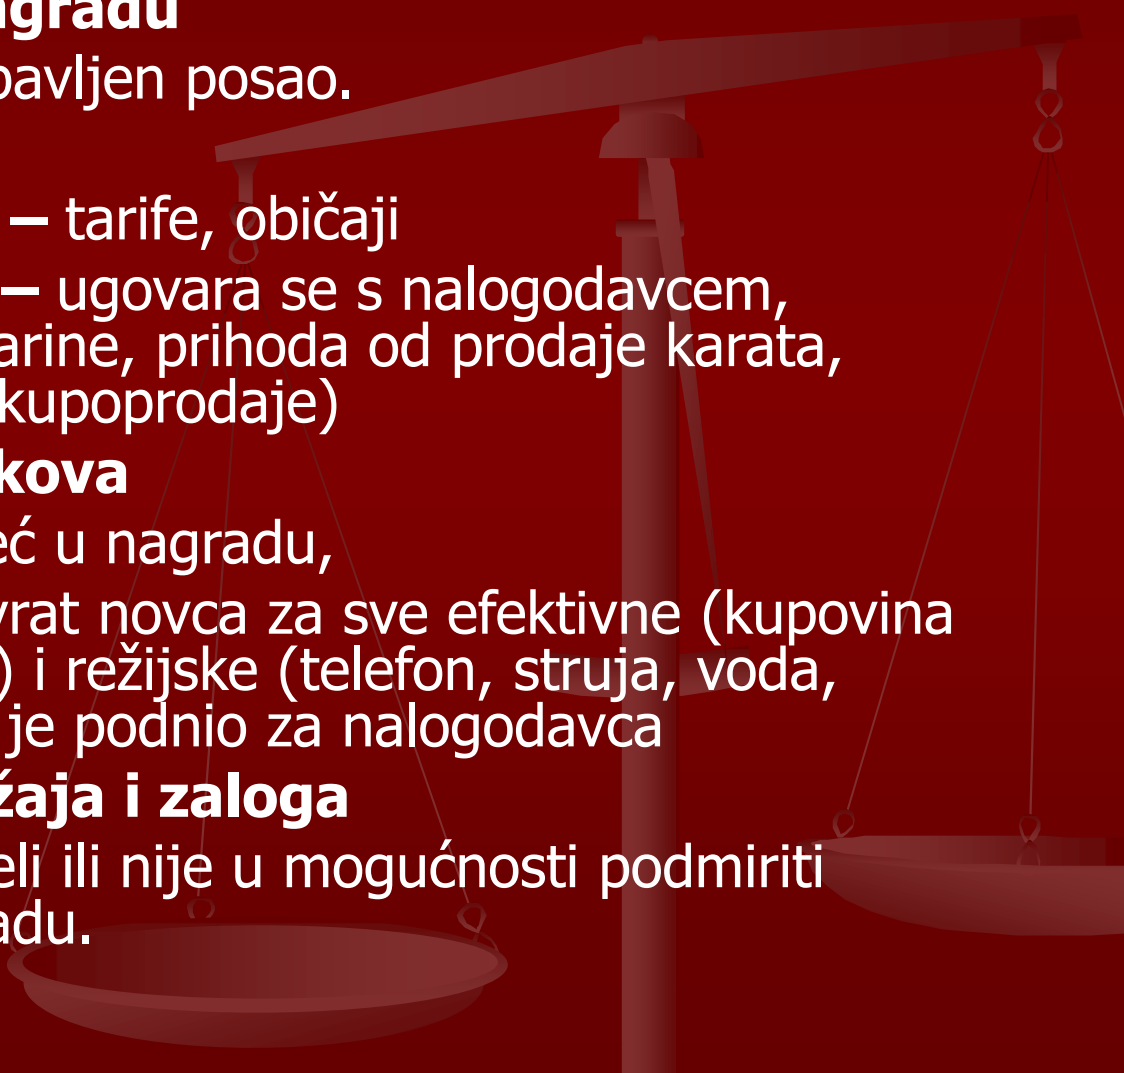 agradu
bavljen posao.
– tarife, običaji
– ugovara se s nalogodavcem,
arine, prihoda od prodaje karata,
kupoprodaje)
kova
eć u nagradu,
vrat novca za sve efektivne (kupovina
) i režijske (telefon, struja, voda,
je podnio za nalogodavca
žaja i zaloga
eli ili nije u mogućnosti podmiriti
adu.